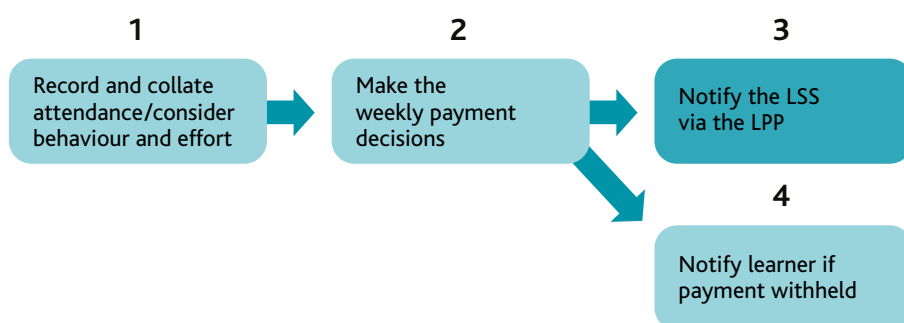 1
Record and collate
attendance/consider
behaviour and effort
2
Make the
weekly payment
decisions
3
Notify the LSS
via the LPP
4
Notify learner if
payment withheld